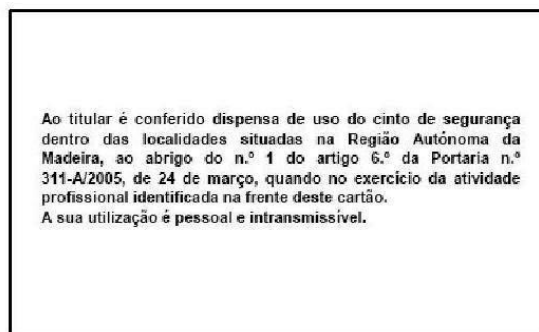 Ao titular é conferido dispensa de uso do cinto de segurança
dentro das localidades situadas na Região Autónoma da
Madeira, ao abrigo do n.º 1 do artigo 6.º da Portaria n.º
311-A/2005, de 24 de março, quando no exercício da atividade
profissional identificada na frente deste cartão.
A sua utilização é pessoal e intransmissível.